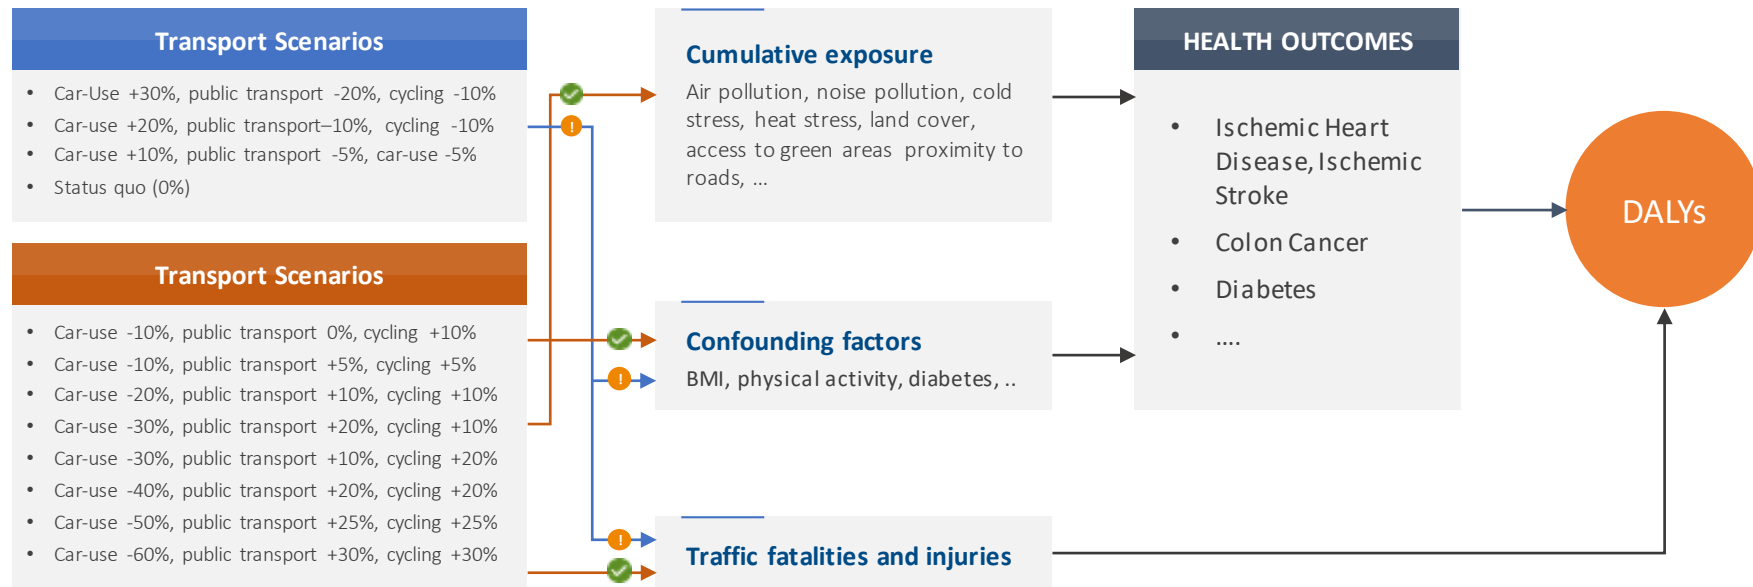 Transport Scenarios
• Car-Use +30%, public transport -20%, cycling -10%
• Car-use +20%, public transport–10%, cycling -10%
• Car-use +10%, public transport -5%, car-use -5%
• Status quo (0%)
Transport Scenarios
• Car-use -10%, public transport 0%, cycling +10%
• Car-use -10%, public transport +5%, cycling +5%
• Car-use -20%, public transport +10%, cycling +10%
• Car-use -30%, public transport +20%, cycling +10%
• Car-use -30%, public transport +10%, cycling +20%
• Car-use -40%, public transport +20%, cycling +20%
• Car-use -50%, public transport +25%, cycling +25%
• Car-use -60%, public transport +30%, cycling +30%
!
!
!
Cumulative exposure
Air pollution, noise pollution, cold
stress, heat stress, land cover,
access to green areas proximity to
roads, ...
Confounding factors
BMI, physical activity, diabetes, ..
Traffic fatalities and injuries
HEALTH OUTCOMES
• Ischemic Heart
Disease, Ischemic
Stroke
• Colon Cancer
• Diabetes
• ....
DALYs